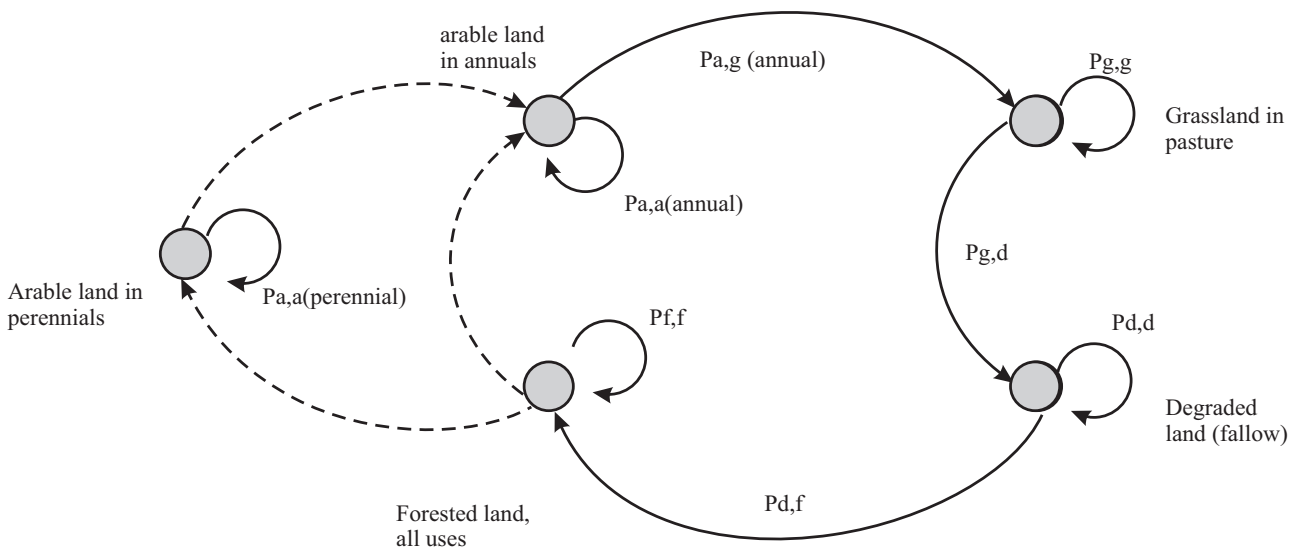 arable land
in annuals
Pa,g (annual)
Pg,g
Grassland in
pasture
Pa,a(annual)
Pg,d
Arable land in
perennials
Pa,a(perennial)
Pf,f
Pd,d
Degraded
land (fallow)
Pd,f
Forested land,
all uses